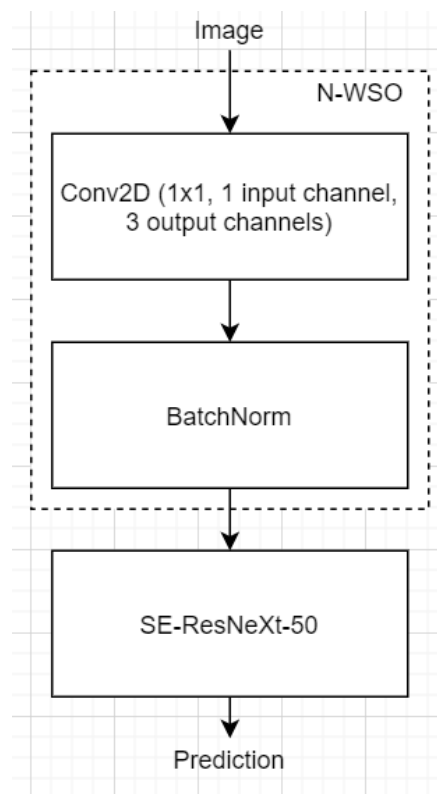 Image
N-WSO
Conv2D (1x1, 1 input channel,
3 output channels)
BatchNorm
SE-ResNeXt-50
Prediction